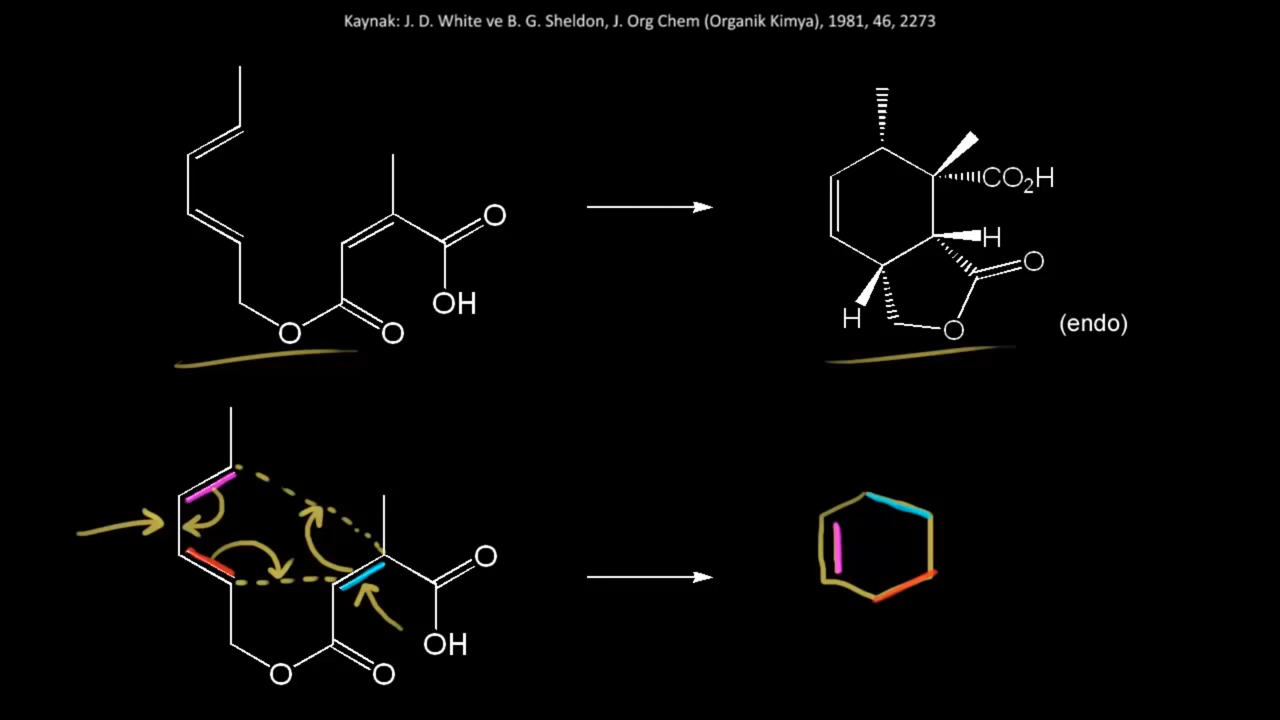 Kaynak: J. D. White ve B. G. Sheldon, J. Org Chem (Organik Kimya), 1981, 46, 2273
O
OH
O
O
CO₂H
H
O
H
O
(endo)
O
OH
O
O